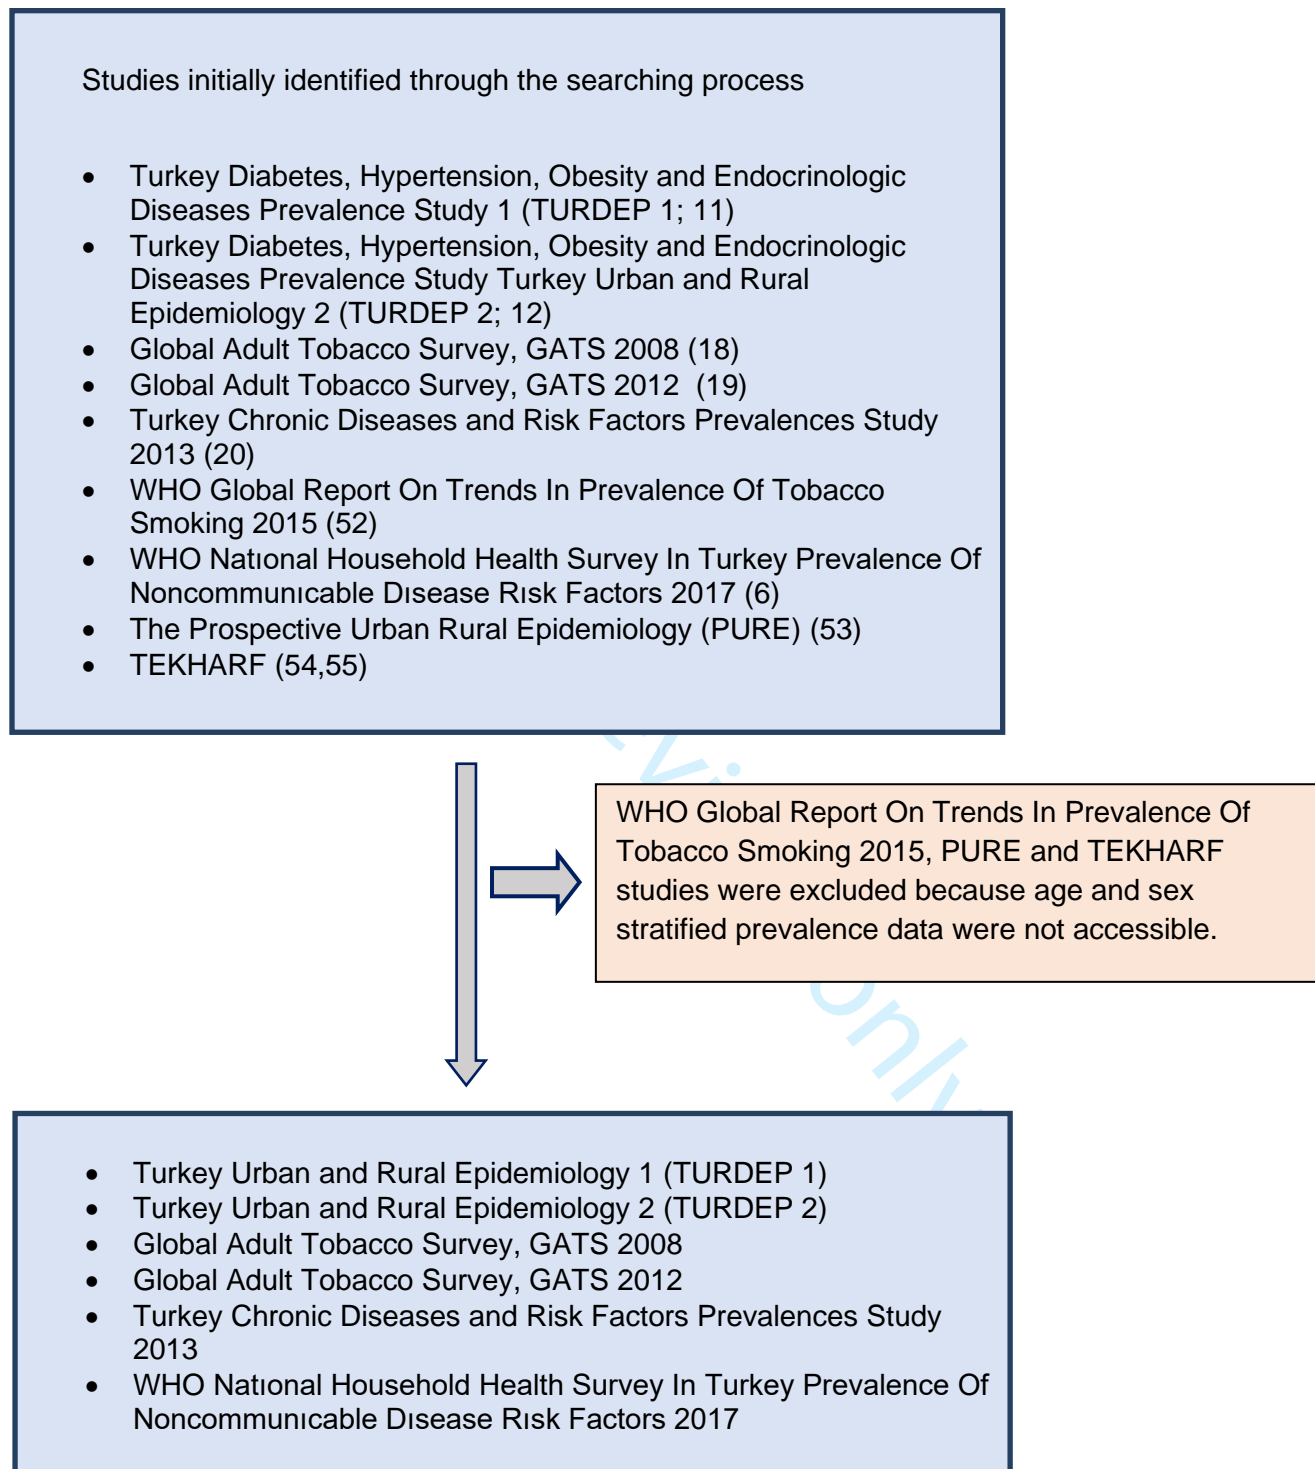 Studies initially identified through the searching process
• Turkey Diabetes, Hypertension, Obesity and Endocrinologic
Diseases Prevalence Study 1 (TURDEP 1; 11)
• Turkey Diabetes, Hypertension, Obesity and Endocrinologic
Diseases Prevalence Study Turkey Urban and Rural
Epidemiology 2 (TURDEP 2; 12)
• Global Adult Tobacco Survey, GATS 2008 (18)
• Global Adult Tobacco Survey, GATS 2012 (19)
• Turkey Chronic Diseases and Risk Factors Prevalences Study
2013 (20)
• WHO Global Report On Trends In Prevalence Of Tobacco
Smoking 2015 (52)
• WHO Natıonal Household Health Survey In Turkey Prevalence Of
Noncommunıcable Dısease Rısk Factors 2017 (6)
• The Prospective Urban Rural Epidemiology (PURE) (53)
• TEKHARF (54,55)
WHO Global Report On Trends In Prevalence Of
Tobacco Smoking 2015, PURE and TEKHARF
studies were excluded because age and sex
stratified prevalence data were not accessible.
only
• Turkey Urban and Rural Epidemiology 1 (TURDEP 1)
• Turkey Urban and Rural Epidemiology 2 (TURDEP 2)
• Global Adult Tobacco Survey, GATS 2008
• Global Adult Tobacco Survey, GATS 2012
• Turkey Chronic Diseases and Risk Factors Prevalences Study
2013
• WHO Natıonal Household Health Survey In Turkey Prevalence Of
Noncommunıcable Dısease Rısk Factors 2017